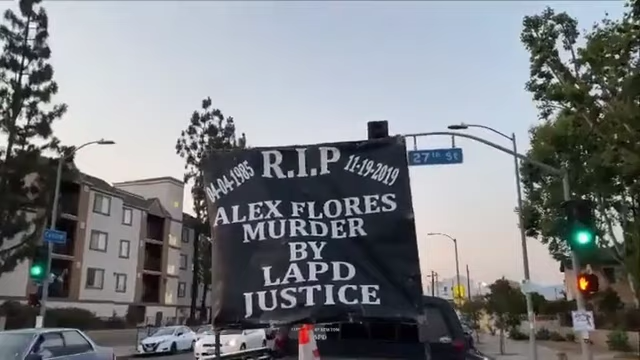 04-04-1985 R.I.P 11-19-2019
ALEX FLORES
MURDER
BY
LAPD
JUSTICE
27th St